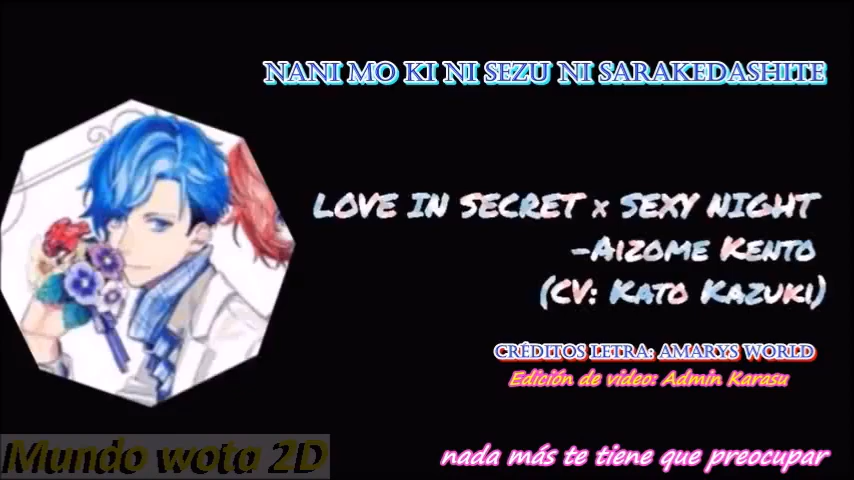 NANI MO KI NI SEZU NI SARAKEDASHITE
LOVE IN SECRET x SEXY NIGHT
-AIZOME KENTO
(CV: KATO KAZUKI)
CRÉDITOS LETRA: AMARYS WORLD
Edición de video: Admin Karasu
Mundo wota 2D
nada más te tiene que preocupar